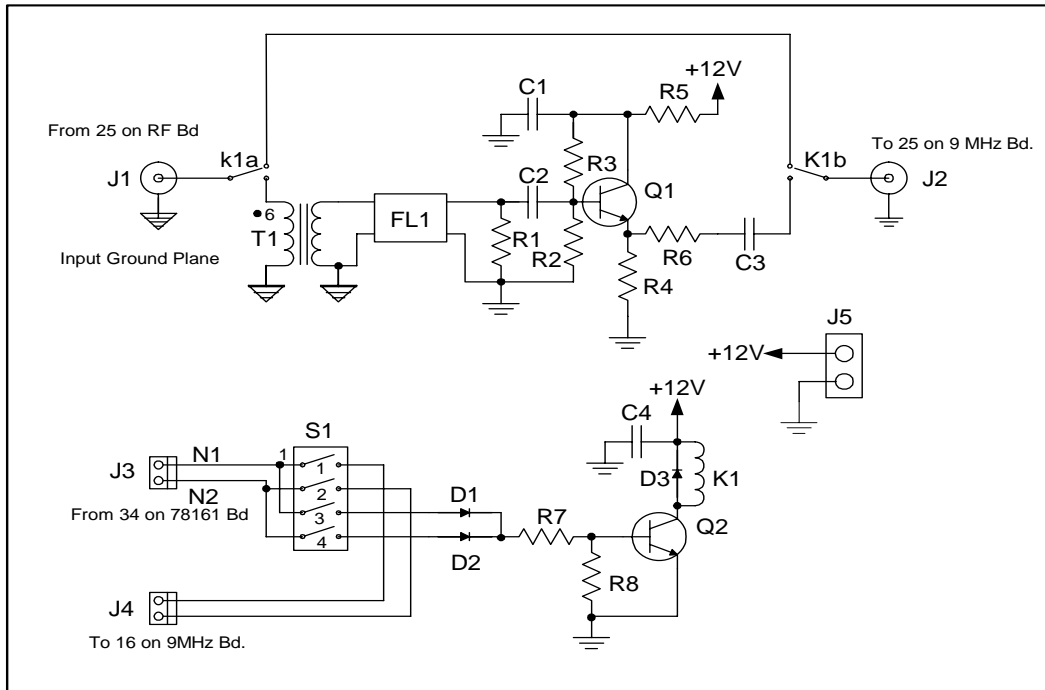 +12V
C1
R5
From 25 on RF Bd
To 25 on 9 MHz Bd.
k1a
K1b
R3
J1
C2
Q1
J2
6
T1
FL1
R1
R2
R6
C3
Input Ground Plane
R4
J5
+12V
+12V
C4
S1
J3
N1
1
1
D3
K1
N2
2
From 34 on 78161 Bd
3
D1
R7
Q2
4
D2
R8
J4
To 16 on 9MHz Bd.